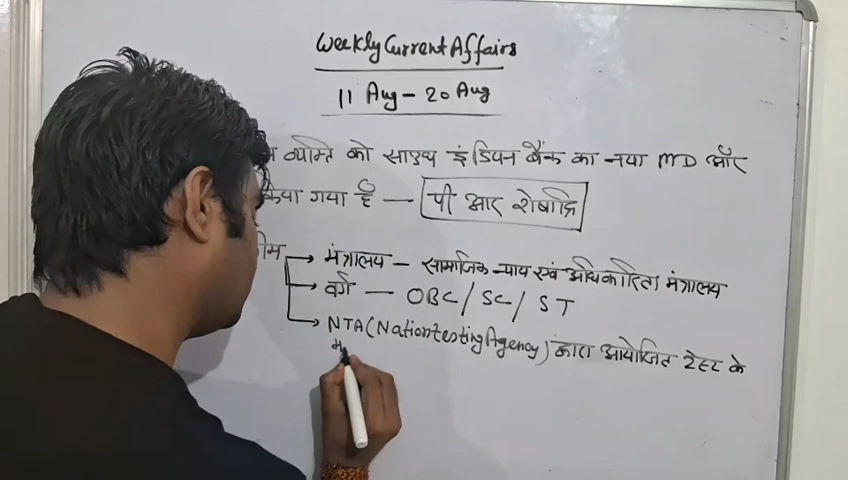 Weekly Current Affairs
11 Aug - 20 Aug
व्यक्ति को साउथ इंडियन बैंक का नया MD और
किया गया है — पी आर शेषाद्रि
मंत्रालय - सामाजिक न्याय एवं अधिकारिता मंत्रालय
वर्ग — OBC / SC / ST
NTA (Nation testing Agency) द्वारा आयोजित टेस्ट के